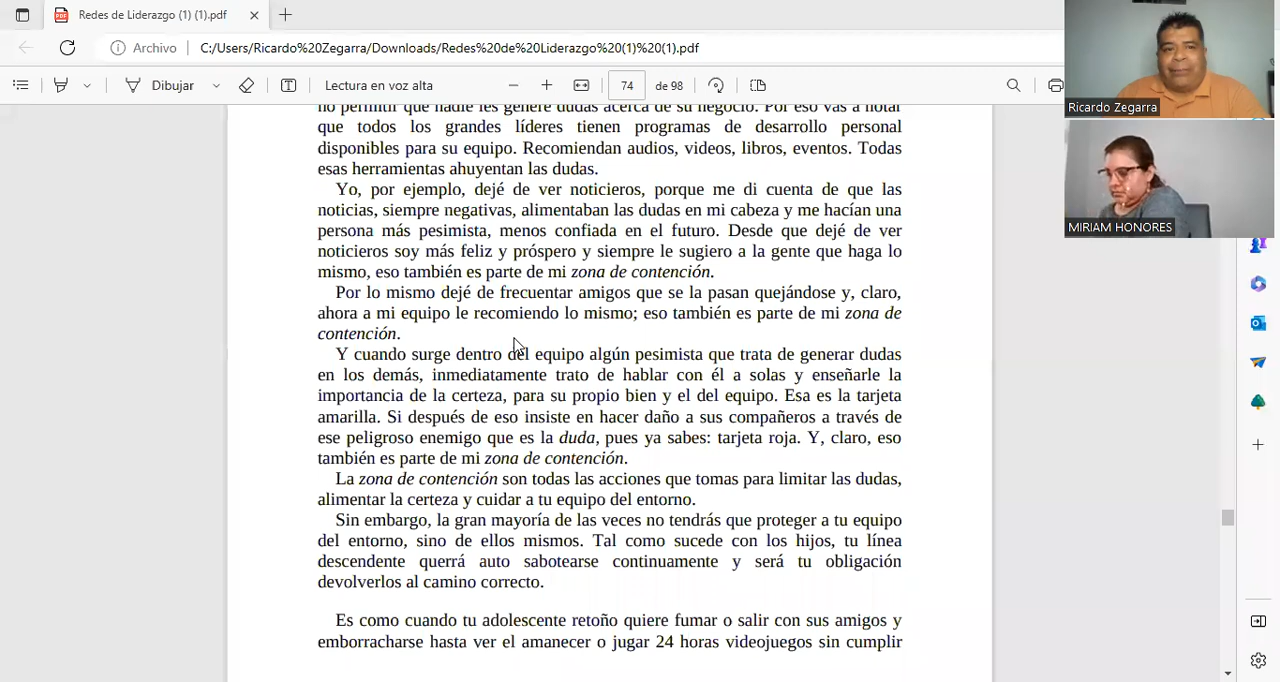 Redes de Liderazgo (1) (1).pdf
Archivo
C:/Users/Ricardo%20Zegarra/Downloads/Redes%20de%20Liderazgo%20(1)%20(1).pdf
Dibujar
Lectura en voz alta
74 de 98
Ricardo Zegarra
MIRIAM HONORES
no permitir que nadie les genere dudas acerca de su negocio. Por eso vas a notar
que todos los grandes líderes tienen programas de desarrollo personal
disponibles para su equipo. Recomiendan audios, videos, libros, eventos. Todas
esas herramientas ahuyentan las dudas.
Yo, por ejemplo, dejé de ver noticieros, porque me di cuenta de que las
noticias, siempre negativas, alimentaban las dudas en mi cabeza y me hacían una
persona más pesimista, menos confiada en el futuro. Desde que dejé de ver
noticieros soy más feliz y próspero y siempre le sugiero a la gente que haga lo
mismo, eso también es parte de mi zona de contención.
Por lo mismo dejé de frecuentar amigos que se la pasan quejándose y, claro,
ahora a mi equipo le recomiendo lo mismo; eso también es parte de mi zona de
contención.
Y cuando surge dentro del equipo algún pesimista que trata de generar dudas
en los demás, inmediatamente trato de hablar con él a solas y enseñarle la
importancia de la certeza, para su propio bien y el del equipo. Esa es la tarjeta
amarilla. Si después de eso insiste en hacer daño a sus compañeros a través de
ese peligroso enemigo que es la duda, pues ya sabes: tarjeta roja. Y, claro, eso
también es parte de mi zona de contención.
La zona de contención son todas las acciones que tomas para limitar las dudas,
alimentar la certeza y cuidar a tu equipo del entorno.
Sin embargo, la gran mayoría de las veces no tendrás que proteger a tu equipo
del entorno, sino de ellos mismos. Tal como sucede con los hijos, tu línea
descendente querrá auto sabotearse continuamente y será tu obligación
devolverlos al camino correcto.
Es como cuando tu adolescente retoño quiere fumar o salir con sus amigos y
emborracharse hasta ver el amanecer o jugar 24 horas videojuegos sin cumplir